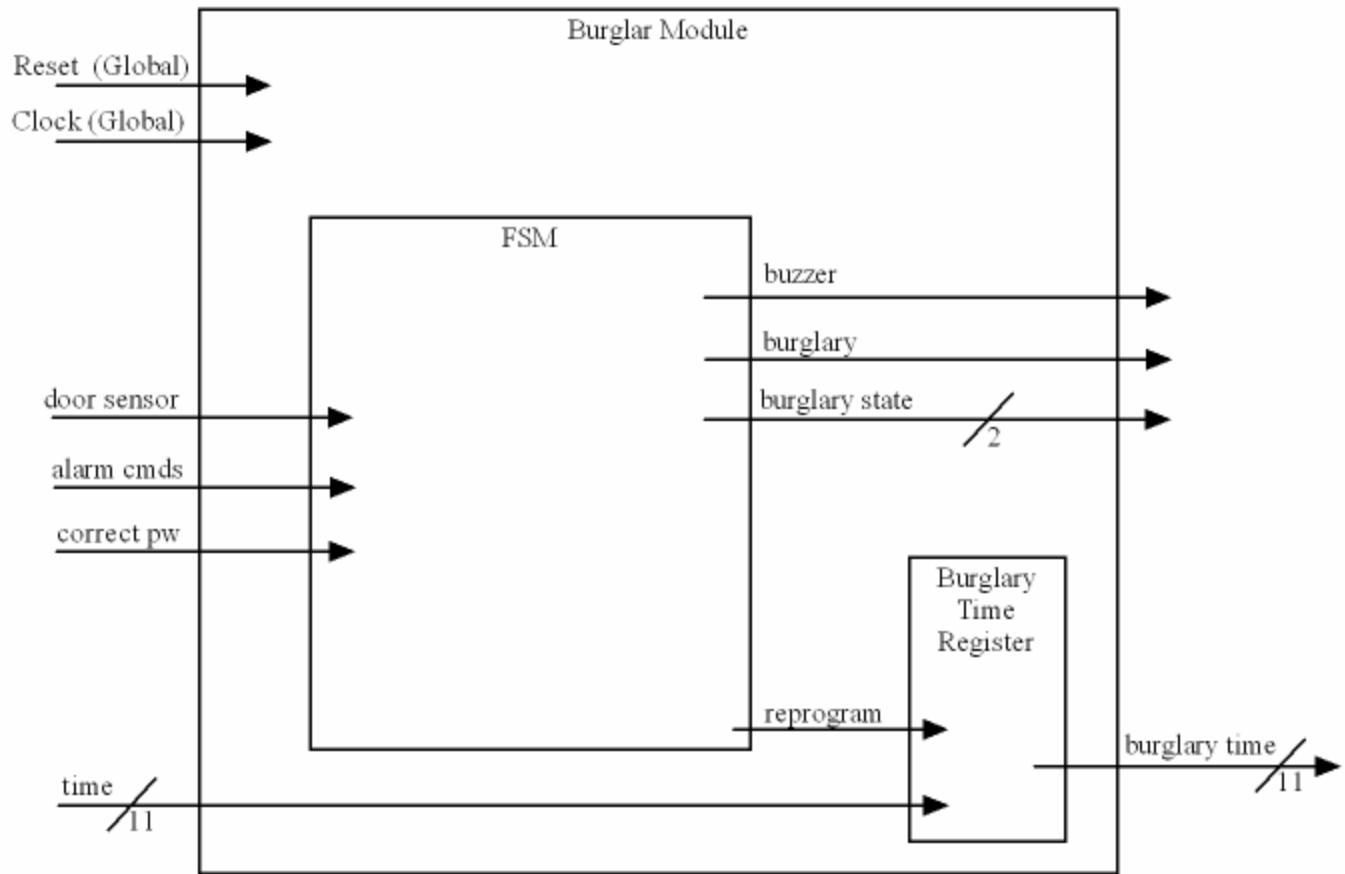 Burglar Module
Reset (Global)
Clock (Global)
FSM
buzzer
burglary
door sensor
burglary state
2
alarm cmds
correct pw
Burglary
Time
Register
reprogram
burglary time
11
time
11